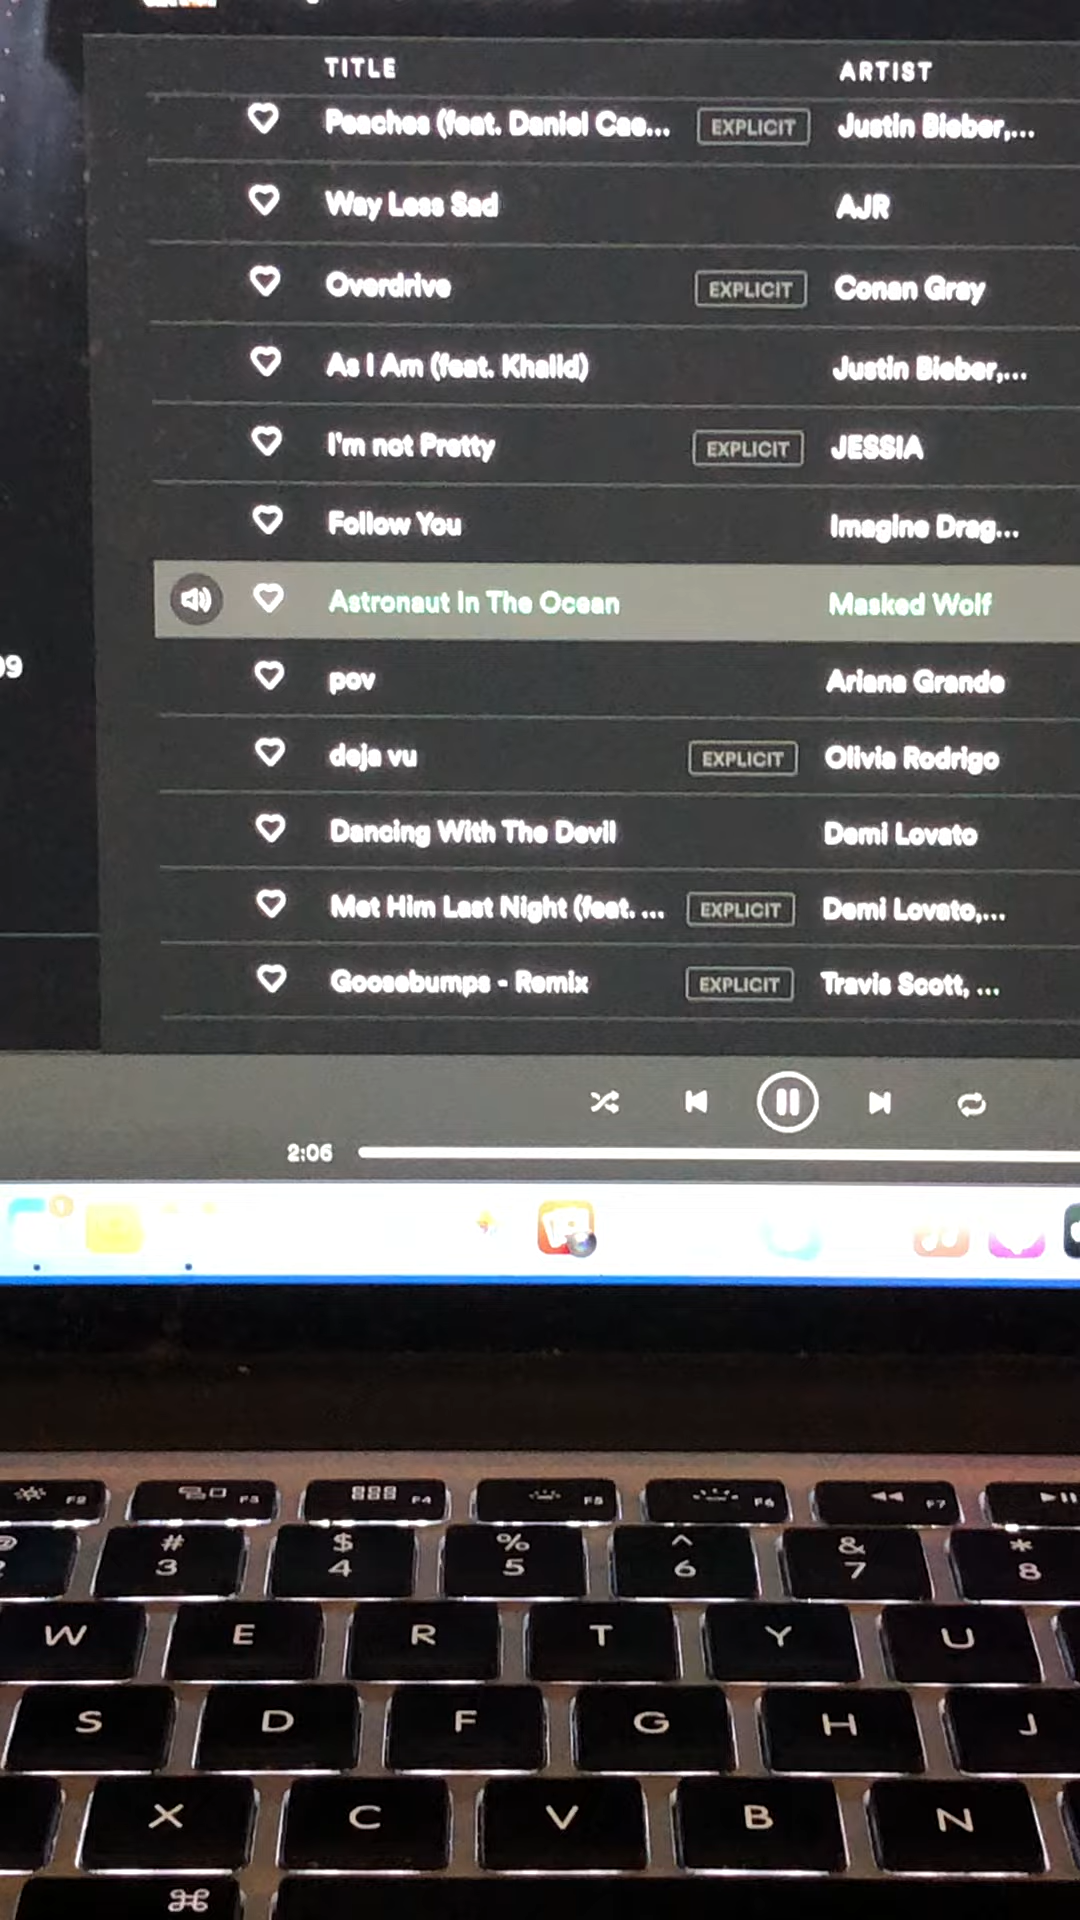 TITLE ARTIST
Peaches (feat. Daniel Cae... EXPLICIT Justin Bieber,...
Way Less Sad AJR
Overdrive EXPLICIT Conan Gray
As I Am (feat. Khalid) Justin Bieber,...
I'm not Pretty EXPLICIT JESSIA
Follow You Imagine Drag...
Astronaut In The Ocean Masked Wolf
09
pov Ariana Grande
deja vu EXPLICIT Olivia Rodrigo
Dancing With The Devil Demi Lovato
Met Him Last Night (feat. ... EXPLICIT Demi Lovato,...
Goosebumps - Remix EXPLICIT Travis Scott, ...
2:06
F2 F3 F4 F5 F6 F7
# $ % ^ & *
3 4 5 6 7 8
W E R T Y U
S D F G H J
X C V B N
⌘